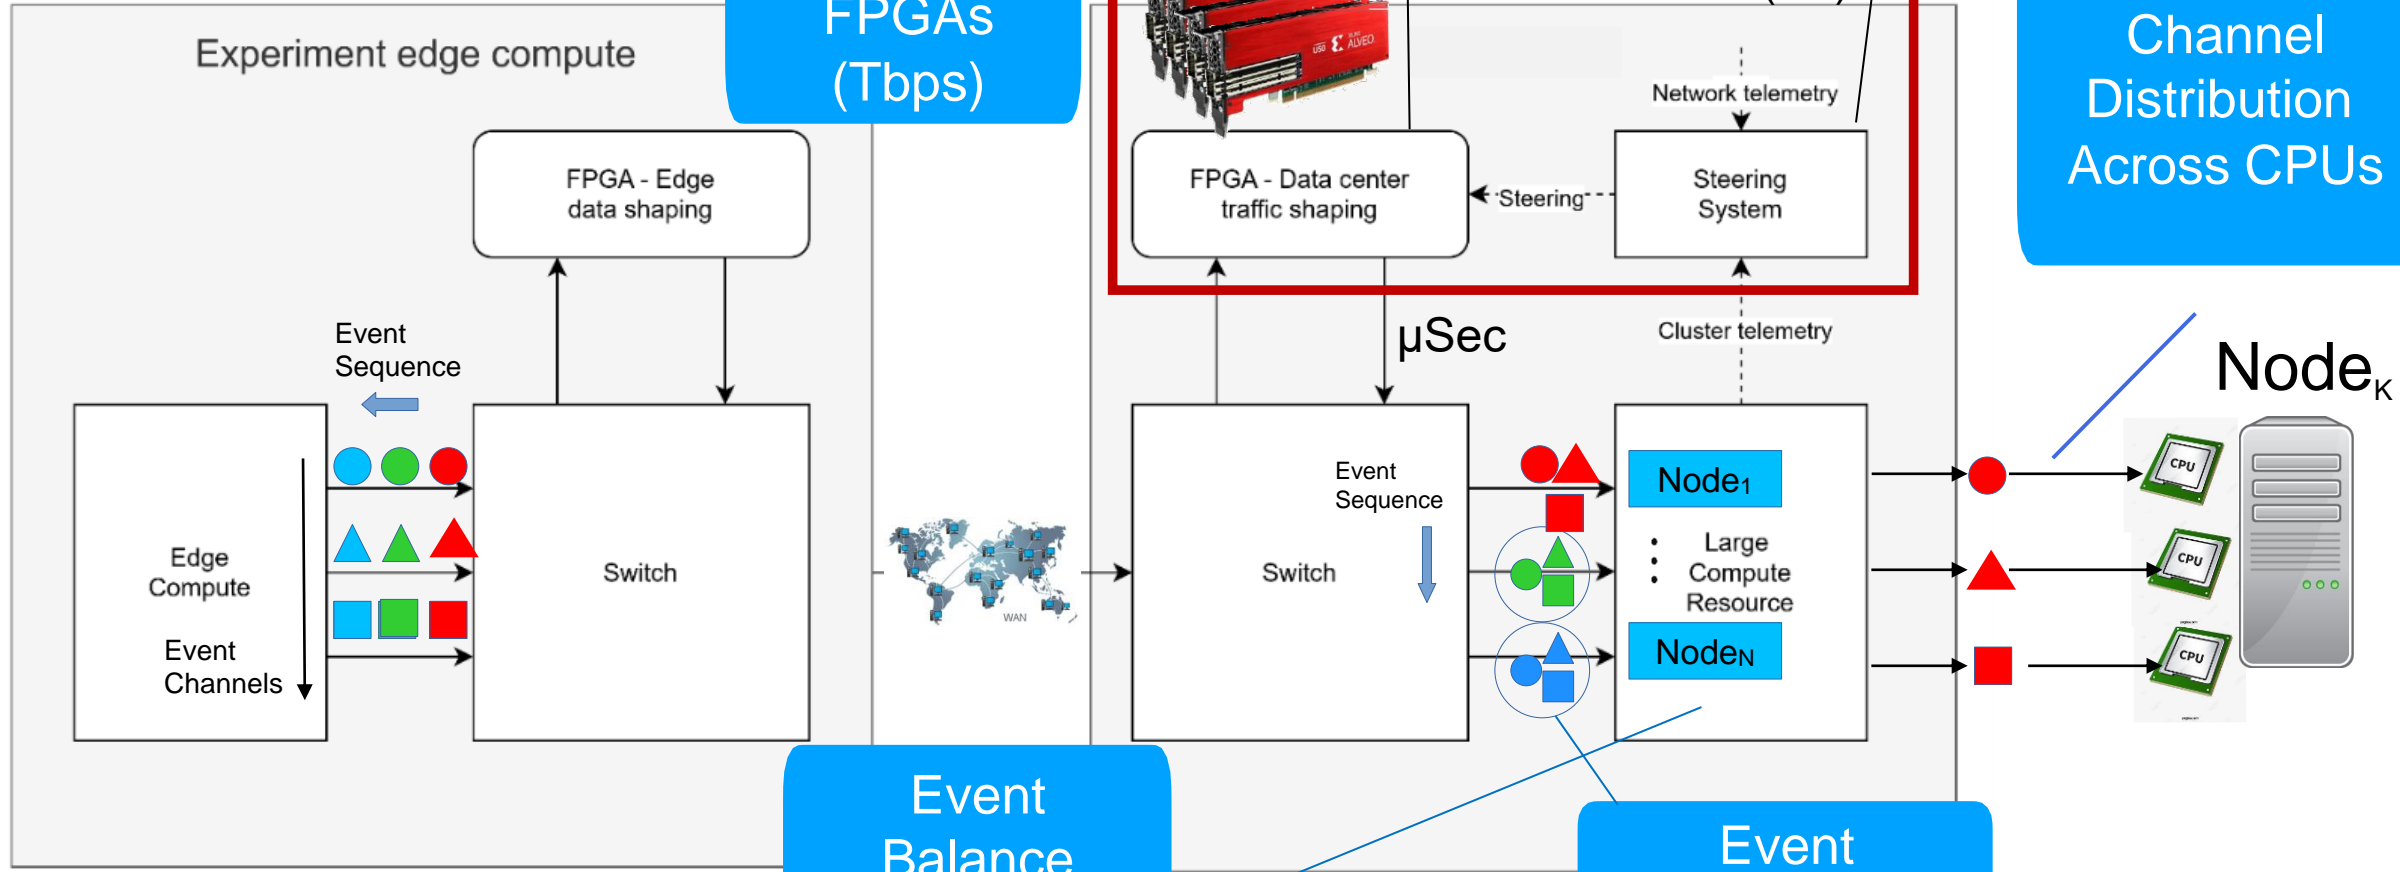 Experiment edge compute
FPGAs
(Tbps)
U50 ALVEO
Channel
Distribution
Across CPUs
Network telemetry
FPGA - Edge
data shaping
FPGA - Data center
traffic shaping
Steering
Steering
System
µSec
Cluster telemetry
Event
Sequence
Node K
Edge
Compute
Event
Channels
Switch
WAN
Switch
Event
Sequence
Node1
Large
Compute
Resource
NodeN
CPU
CPU
CPU
Event
Balance
Event